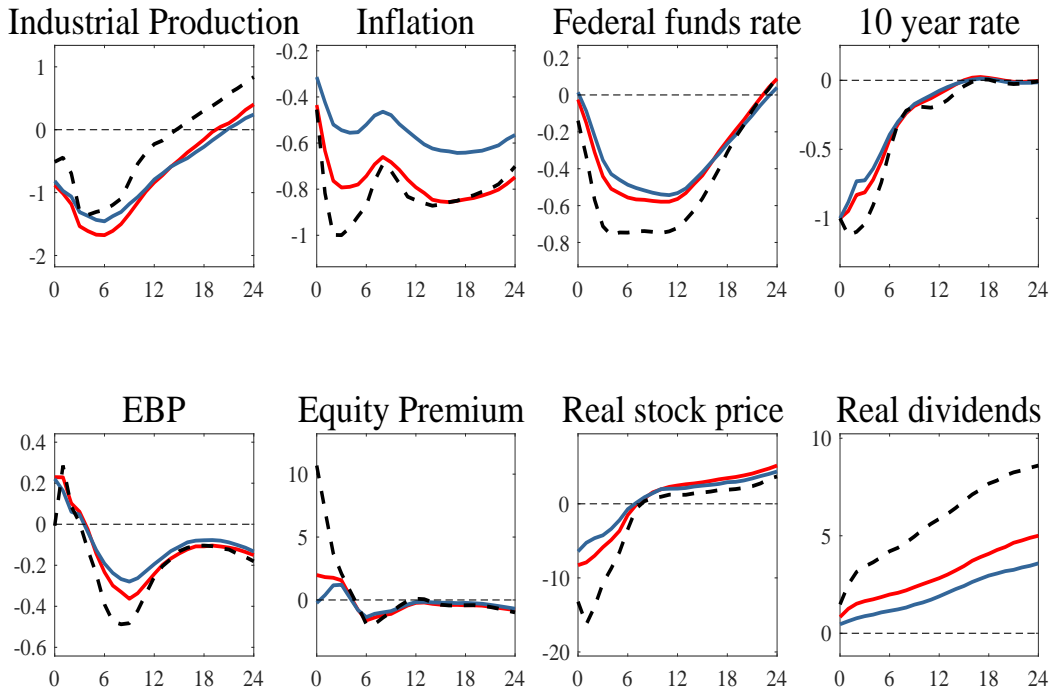 Industrial Production Inflation Federal funds rate 10 year rate
1 -0.2 0.2 0
0 -0.4 0 -0.5
-1 -0.6 -0.2 -1
-2 -0.8 -0.4
-1 -0.6
-0.8
0 6 12 18 24 0 6 12 18 24 0 6 12 18 24 0 6 12 18 24
EBP Equity Premium Real stock price Real dividends
0.4 10 0 10
0.2 5 -10 5
0 0 -20 0
-0.2
-0.4
-0.6
0 6 12 18 24 0 6 12 18 24 0 6 12 18 24 0 6 12 18 24